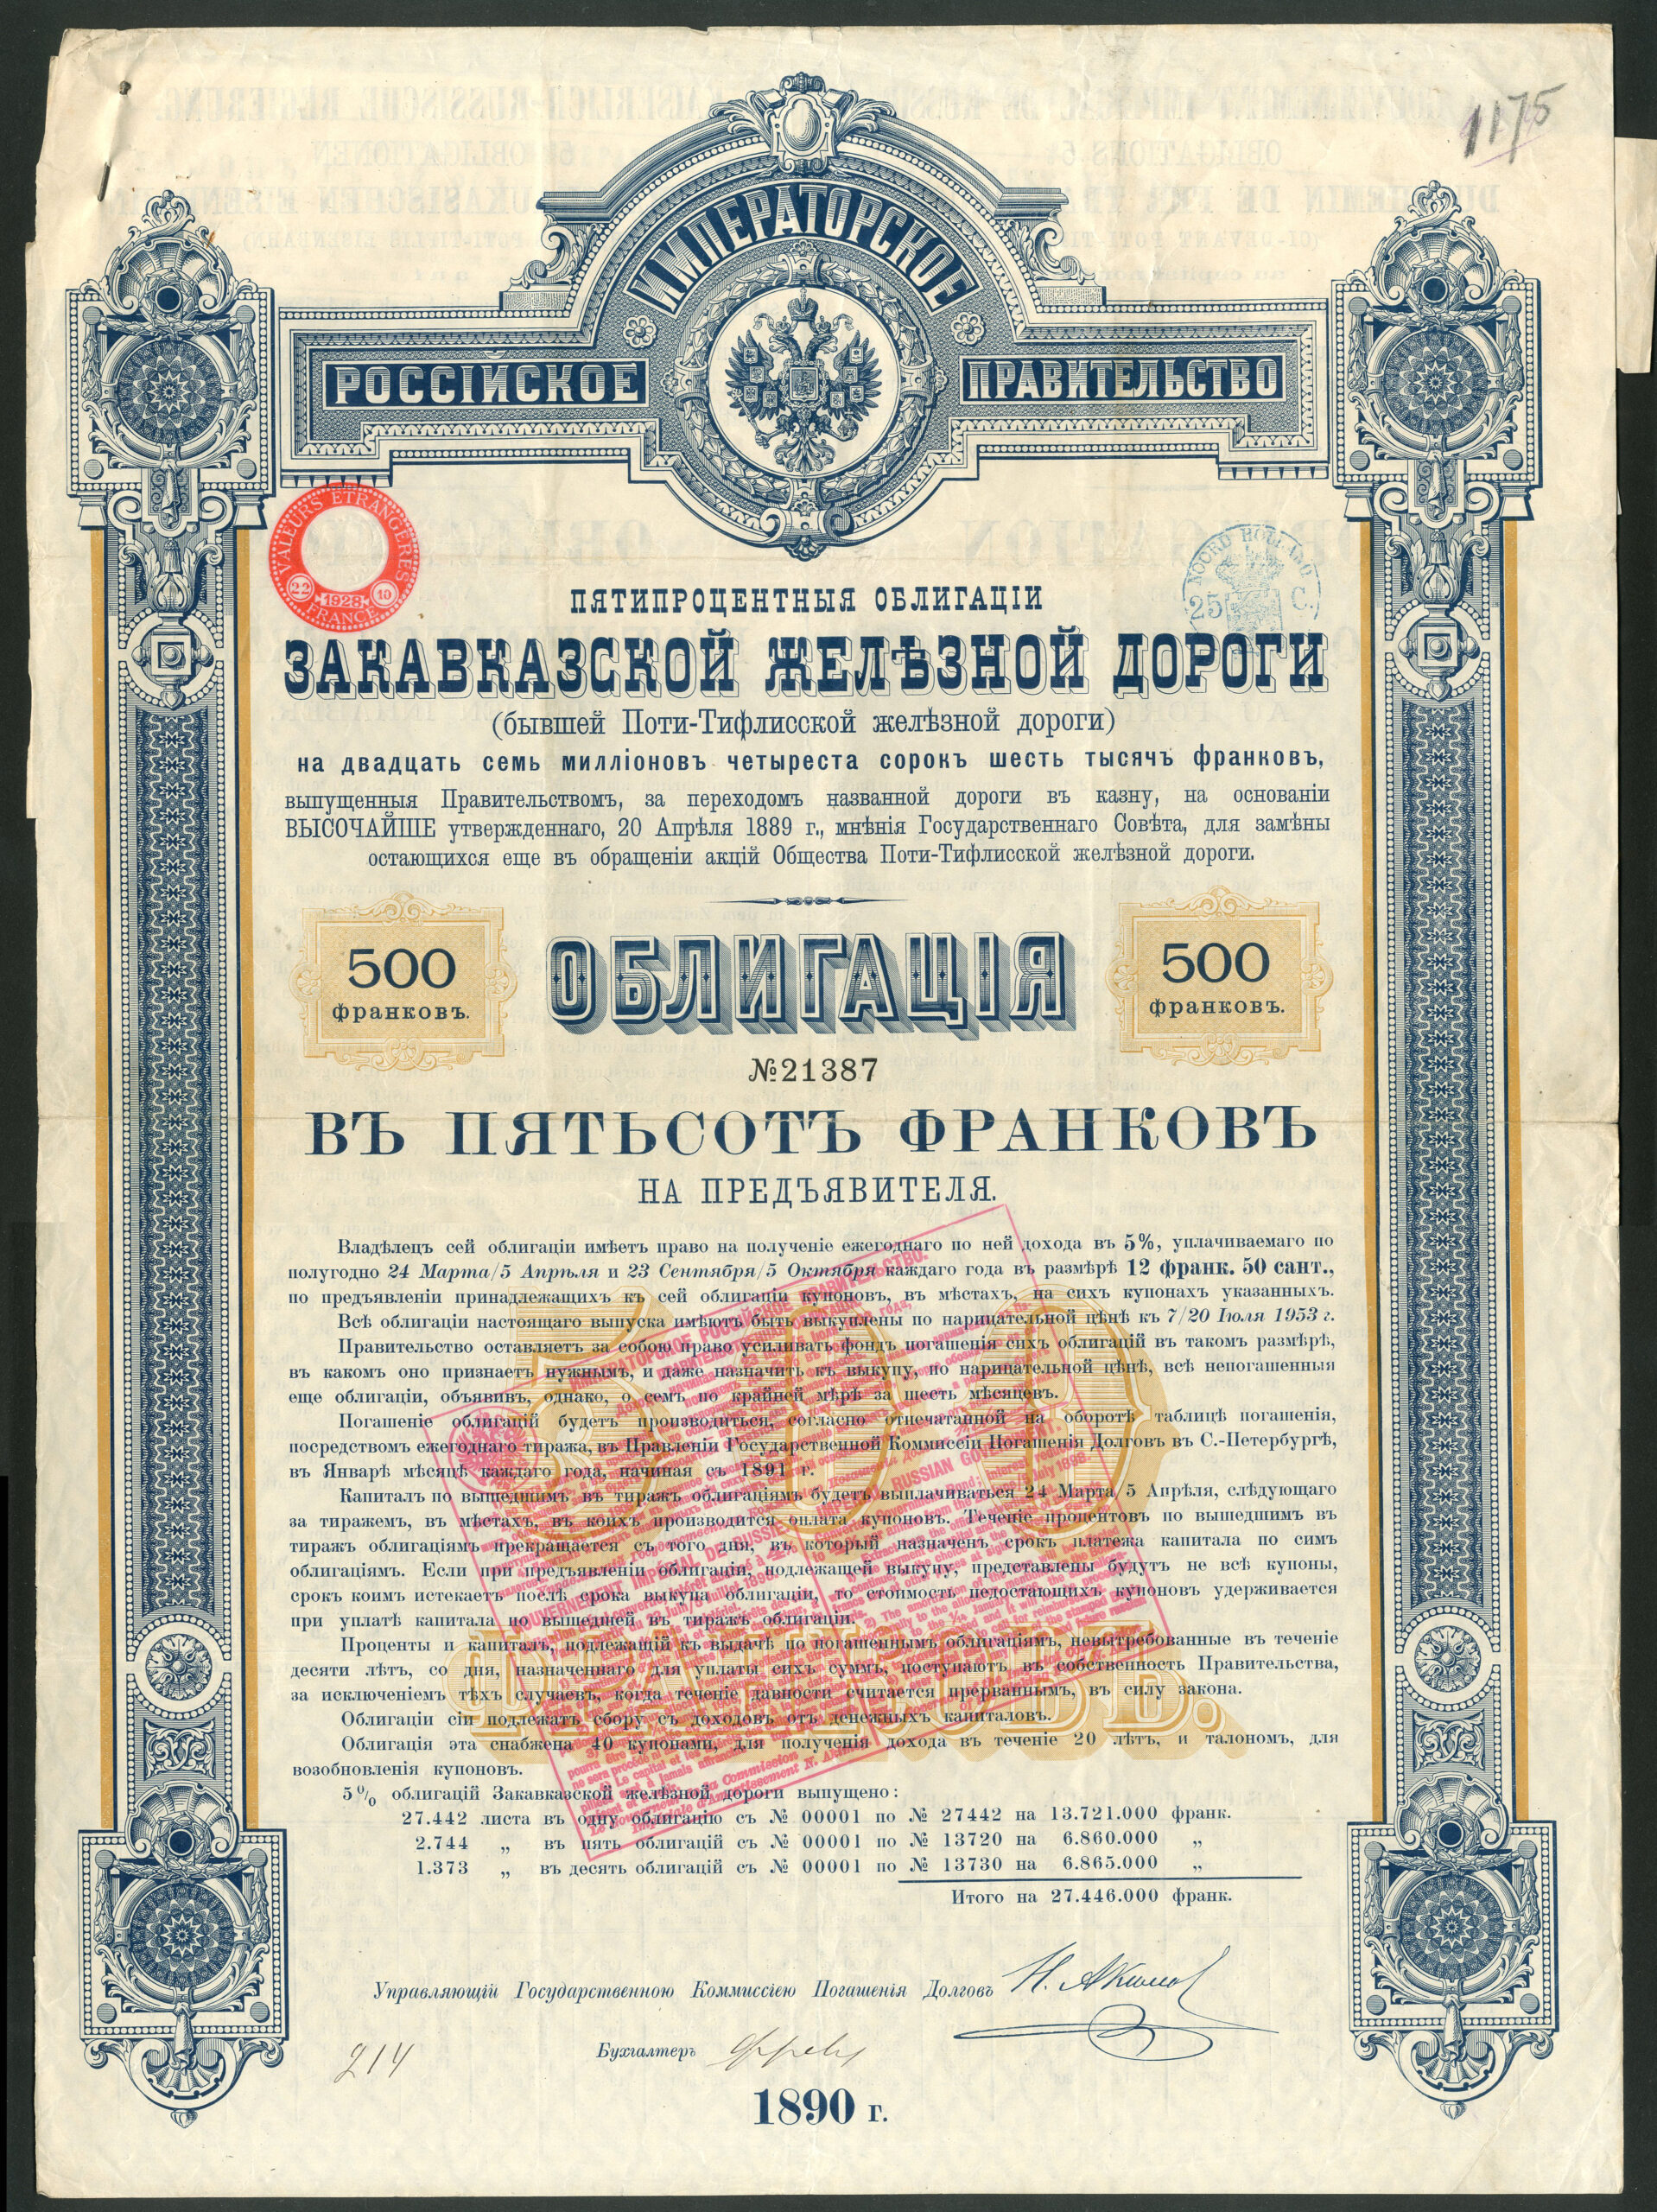 1175
ИМПЕРАТОРСКОЕ
РОССІЙСКОЕ ПРАВИТЕЛЬСТВО
VALEURS ETRANGÈRES
22 1928 10
FRANCE
NOORD HOLLAND
25 C.
ПЯТИПРОЦЕНТНЫЯ ОБЛИГАЦІИ
ЗАКАВКАЗСКОЙ ЖЕЛѢЗНОЙ ДОРОГИ
(бывшей Поти-Тифлисской желѣзной дороги)
на двадцать семь милліоновъ четыреста сорокъ шесть тысячъ франковъ,
выпущенныя Правительствомъ, за переходомъ названной дороги въ казну, на основаніи
ВЫСОЧАЙШЕ утвержденнаго, 20 Апрѣля 1889 г., мнѣнія Государственнаго Совѣта, для замѣны
остающихся еще въ обращеніи акцій Общества Поти-Тифлисской желѣзной дороги.
500 франковъ.
ОБЛИГАЦІЯ
500 франковъ.
№21387
ВЪ ПЯТЬСОТЪ ФРАНКОВЪ
НА ПРЕДЪЯВИТЕЛЯ.
Владѣлецъ сей облигаціи имѣетъ право на полученіе ежегоднаго по ней дохода въ 5%, уплачиваемаго по
полугодно 24 Марта/5 Апрѣля и 23 Сентября/5 Октября каждаго года въ размѣрѣ 12 франк. 50 сант.,
по предъявленіи принадлежащихъ къ сей облигаціи купоновъ, въ мѣстахъ, на сихъ купонахъ указанныхъ.
Всѣ облигаціи настоящаго выпуска имѣютъ быть выкуплены по нарицательной цѣнѣ къ 7/20 Іюля 1953 г.
Правительство оставляетъ за собою право усиливать фондъ погашенія сихъ облигацій въ такомъ размѣрѣ,
въ какомъ оно признаетъ нужнымъ, и даже назначить къ выкупу, по нарицательной цѣнѣ, всѣ непогашенныя
еще облигаціи, объявивъ, однако, о семъ по крайней мѣрѣ за шесть мѣсяцевъ.
Погашеніе облигацій будетъ производиться, согласно отпечатанной на оборотѣ таблицѣ погашенія,
посредствомъ ежегоднаго тиража, въ Правленіи Государственной Коммиссіи Погашенія Долговъ въ С.-Петербургѣ,
въ Январѣ мѣсяцѣ каждаго года, начиная съ 1891 г.
Капиталъ по вышедшимъ въ тиражъ облигаціямъ будетъ выплачиваться 24 Марта/5 Апрѣля, слѣдующаго
за тиражемъ, въ мѣстахъ, въ коихъ производится оплата купоновъ. Теченіе процентовъ по вышедшимъ въ
тиражъ облигаціямъ прекращается съ того дня, въ который назначенъ срокъ платежа капитала по симъ
облигаціямъ. Если при предъявленіи облигаціи, подлежащей выкупу, представлены будутъ не всѣ купоны,
срокъ коимъ истекаетъ послѣ срока выкупа облигаціи, то стоимость недостающихъ купоновъ удерживается
при уплатѣ капитала по вышедшей въ тиражъ облигаціи.
Проценты и капиталъ, подлежащій къ выдачѣ по погашеннымъ облигаціямъ, невытребованные въ теченіе
десяти лѣтъ, со дня, назначеннаго для уплаты сихъ суммъ, поступаютъ въ собственность Правительства,
за исключеніемъ тѣхъ случаевъ, когда теченіе давности считается прерваннымъ, въ силу закона.
Облигаціи сіи подлежатъ сбору съ доходовъ отъ денежныхъ капиталовъ.
Облигація эта снабжена 40 купонами, для полученія дохода въ теченіе 20 лѣтъ, и талономъ, для
возобновленія купоновъ.
5% облигацій Закавказской желѣзной дороги выпущено:
27.442 листа въ одну облигацію съ № 00001 по № 27442 на 13.721.000 франк.
2.744 „ въ пять облигацій съ № 00001 по № 13720 на 6.860.000 „
1.373 „ въ десять облигацій съ № 00001 по № 13730 на 6.865.000 „
Итого на 27.446.000 франк.
500
ФРАНКОВЪ.
ИМПЕРАТОРСКОЕ РОССІЙСКОЕ ПРАВИТЕЛЬСТВО.
GOUVERNEMENT IMPÉRIAL DE RUSSIE
IMPERIAL RUSSIAN GOVERNMENT.
Управляющій Государственною Коммиссіею Погашенія Долговъ Н. Акимов
214
Бухгалтеръ
1890 г.